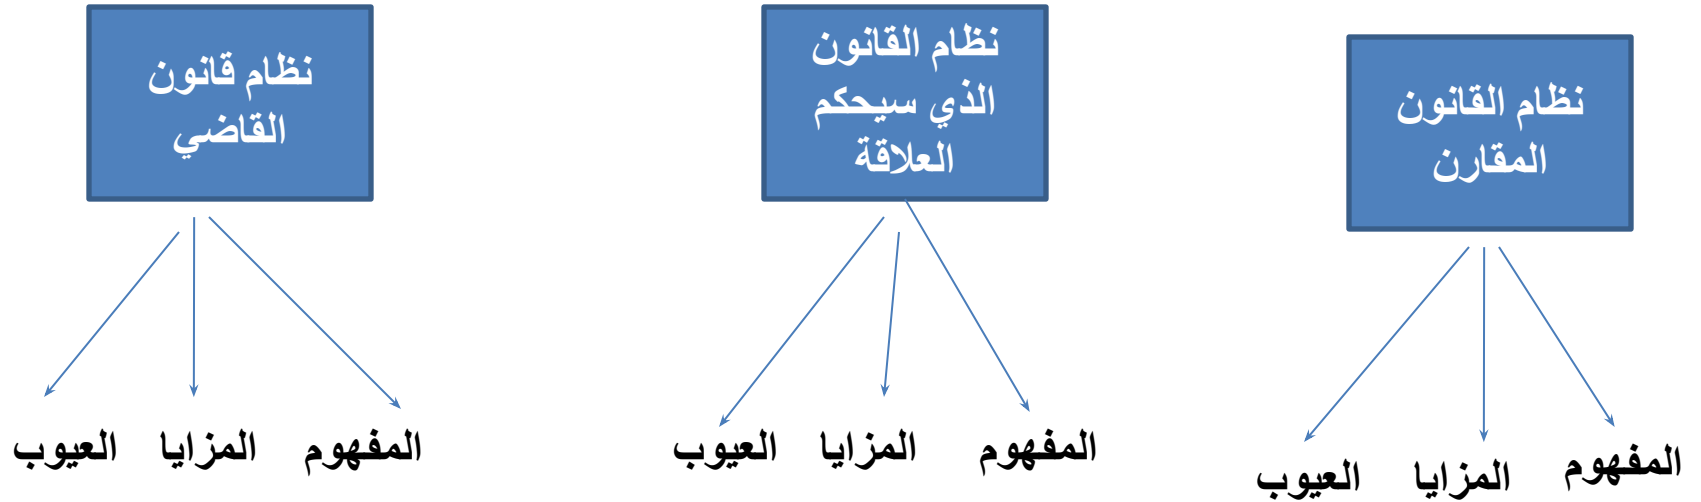 نظام القانون
المقارن
نظام القانون
الذي سيحكم
العلاقة
نظام قانون
القاضي
المفهوم
المزايا
العيوب
المفهوم
المزايا
العيوب
المفهوم
المزايا
العيوب